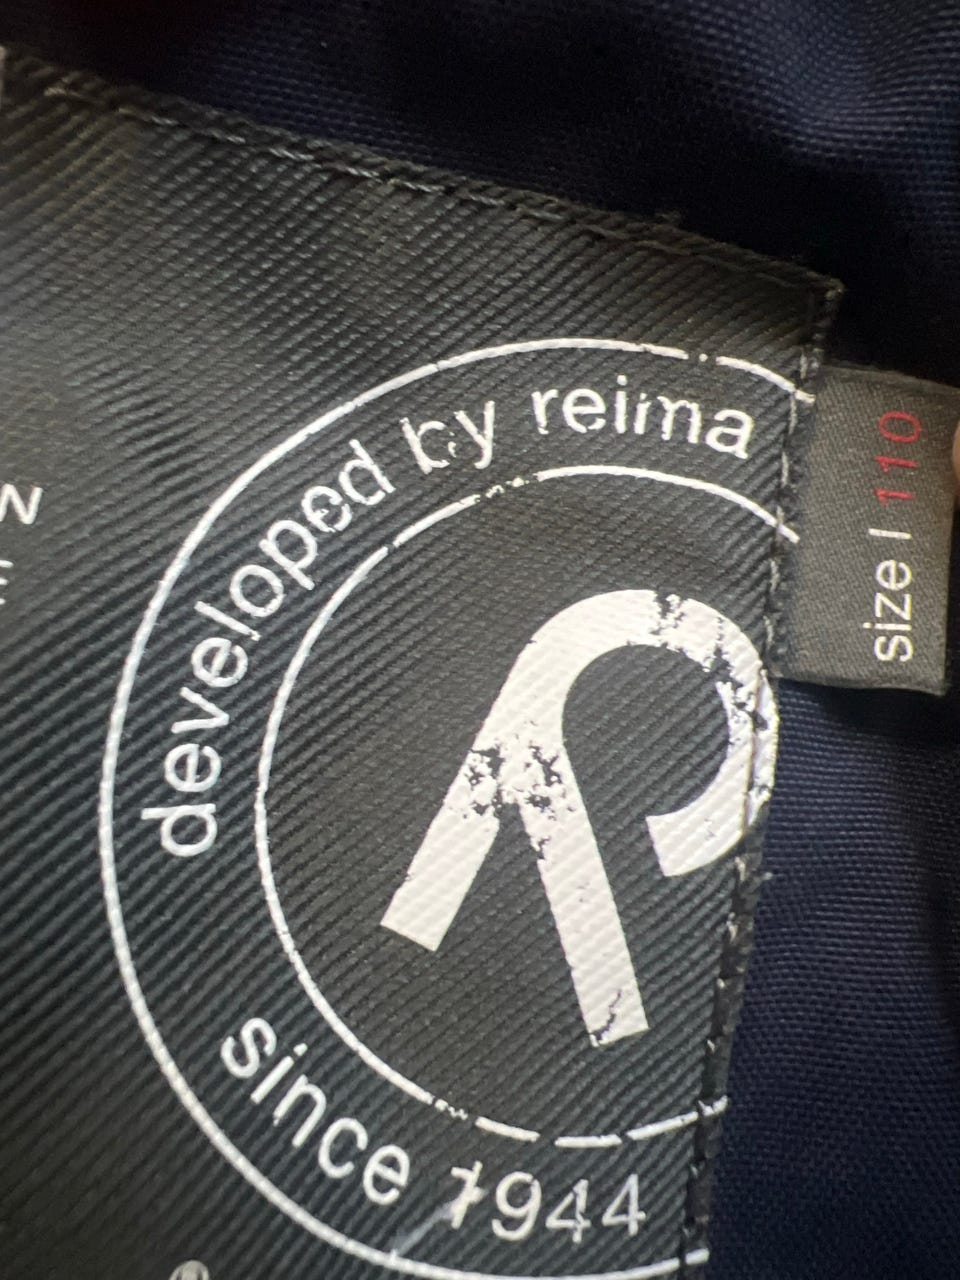 developed by reima
since 1944
size | 110